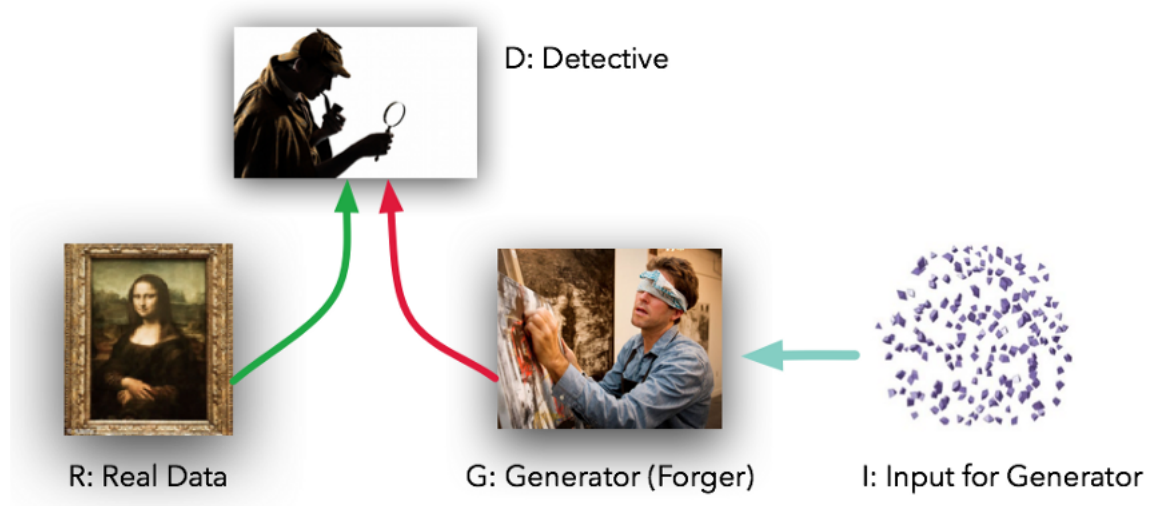 D: Detective
R: Real Data
G: Generator (Forger)
I: Input for Generator